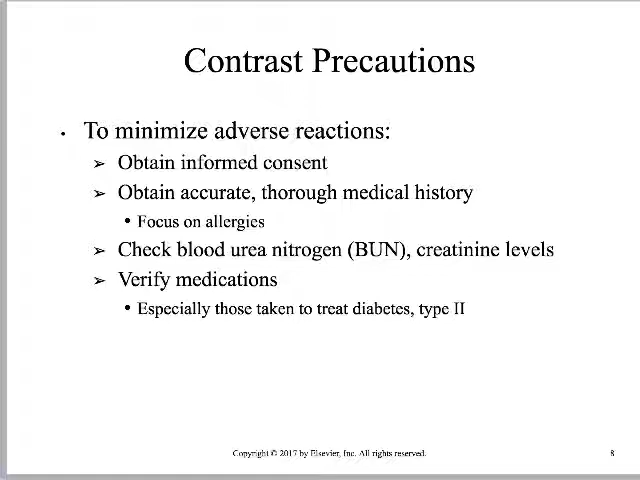 Contrast Precautions
• To minimize adverse reactions:
➢ Obtain informed consent
➢ Obtain accurate, thorough medical history
• Focus on allergies
➢ Check blood urea nitrogen (BUN), creatinine levels
➢ Verify medications
• Especially those taken to treat diabetes, type II
Copyright © 2017 by Elsevier, Inc. All rights reserved.
8